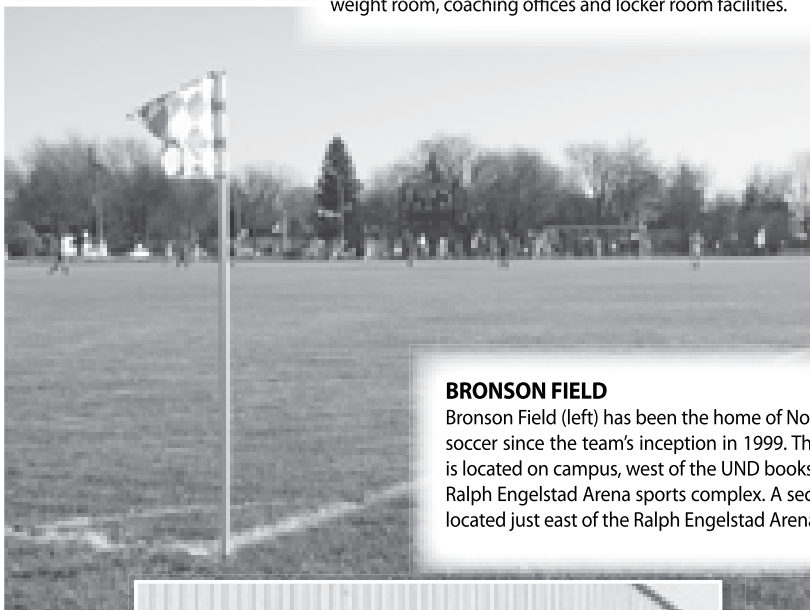 weight room, coaching offices and locker room facilities.
BRONSON FIELD
Bronson Field (left) has been the home of No
soccer since the team's inception in 1999. Th
is located on campus, west of the UND books
Ralph Engelstad Arena sports complex. A sec
located just east of the Ralph Engelstad Arena